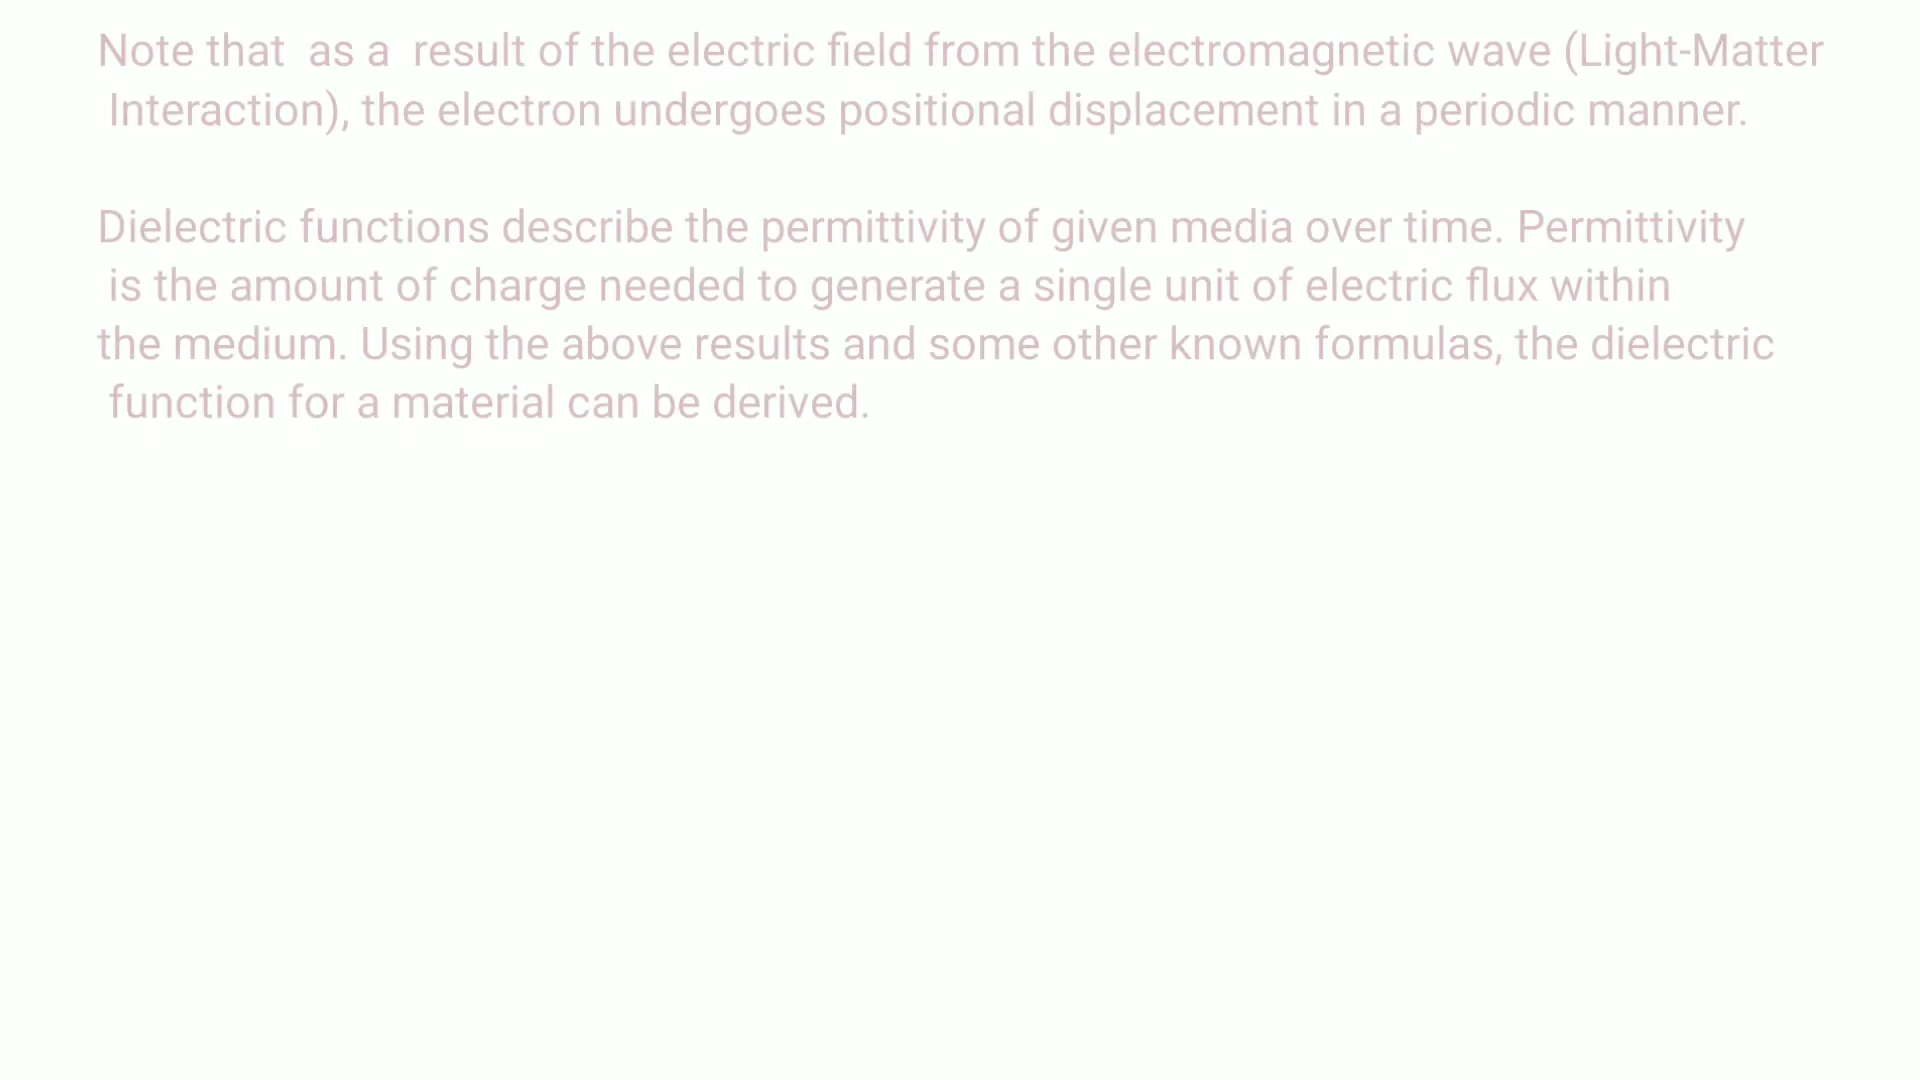 Note that as a result of the electric field from the electromagnetic wave (Light-Matter
Interaction), the electron undergoes positional displacement in a periodic manner.
Dielectric functions describe the permittivity of given media over time. Permittivity
is the amount of charge needed to generate a single unit of electric flux within
the medium. Using the above results and some other known formulas, the dielectric
function for a material can be derived.